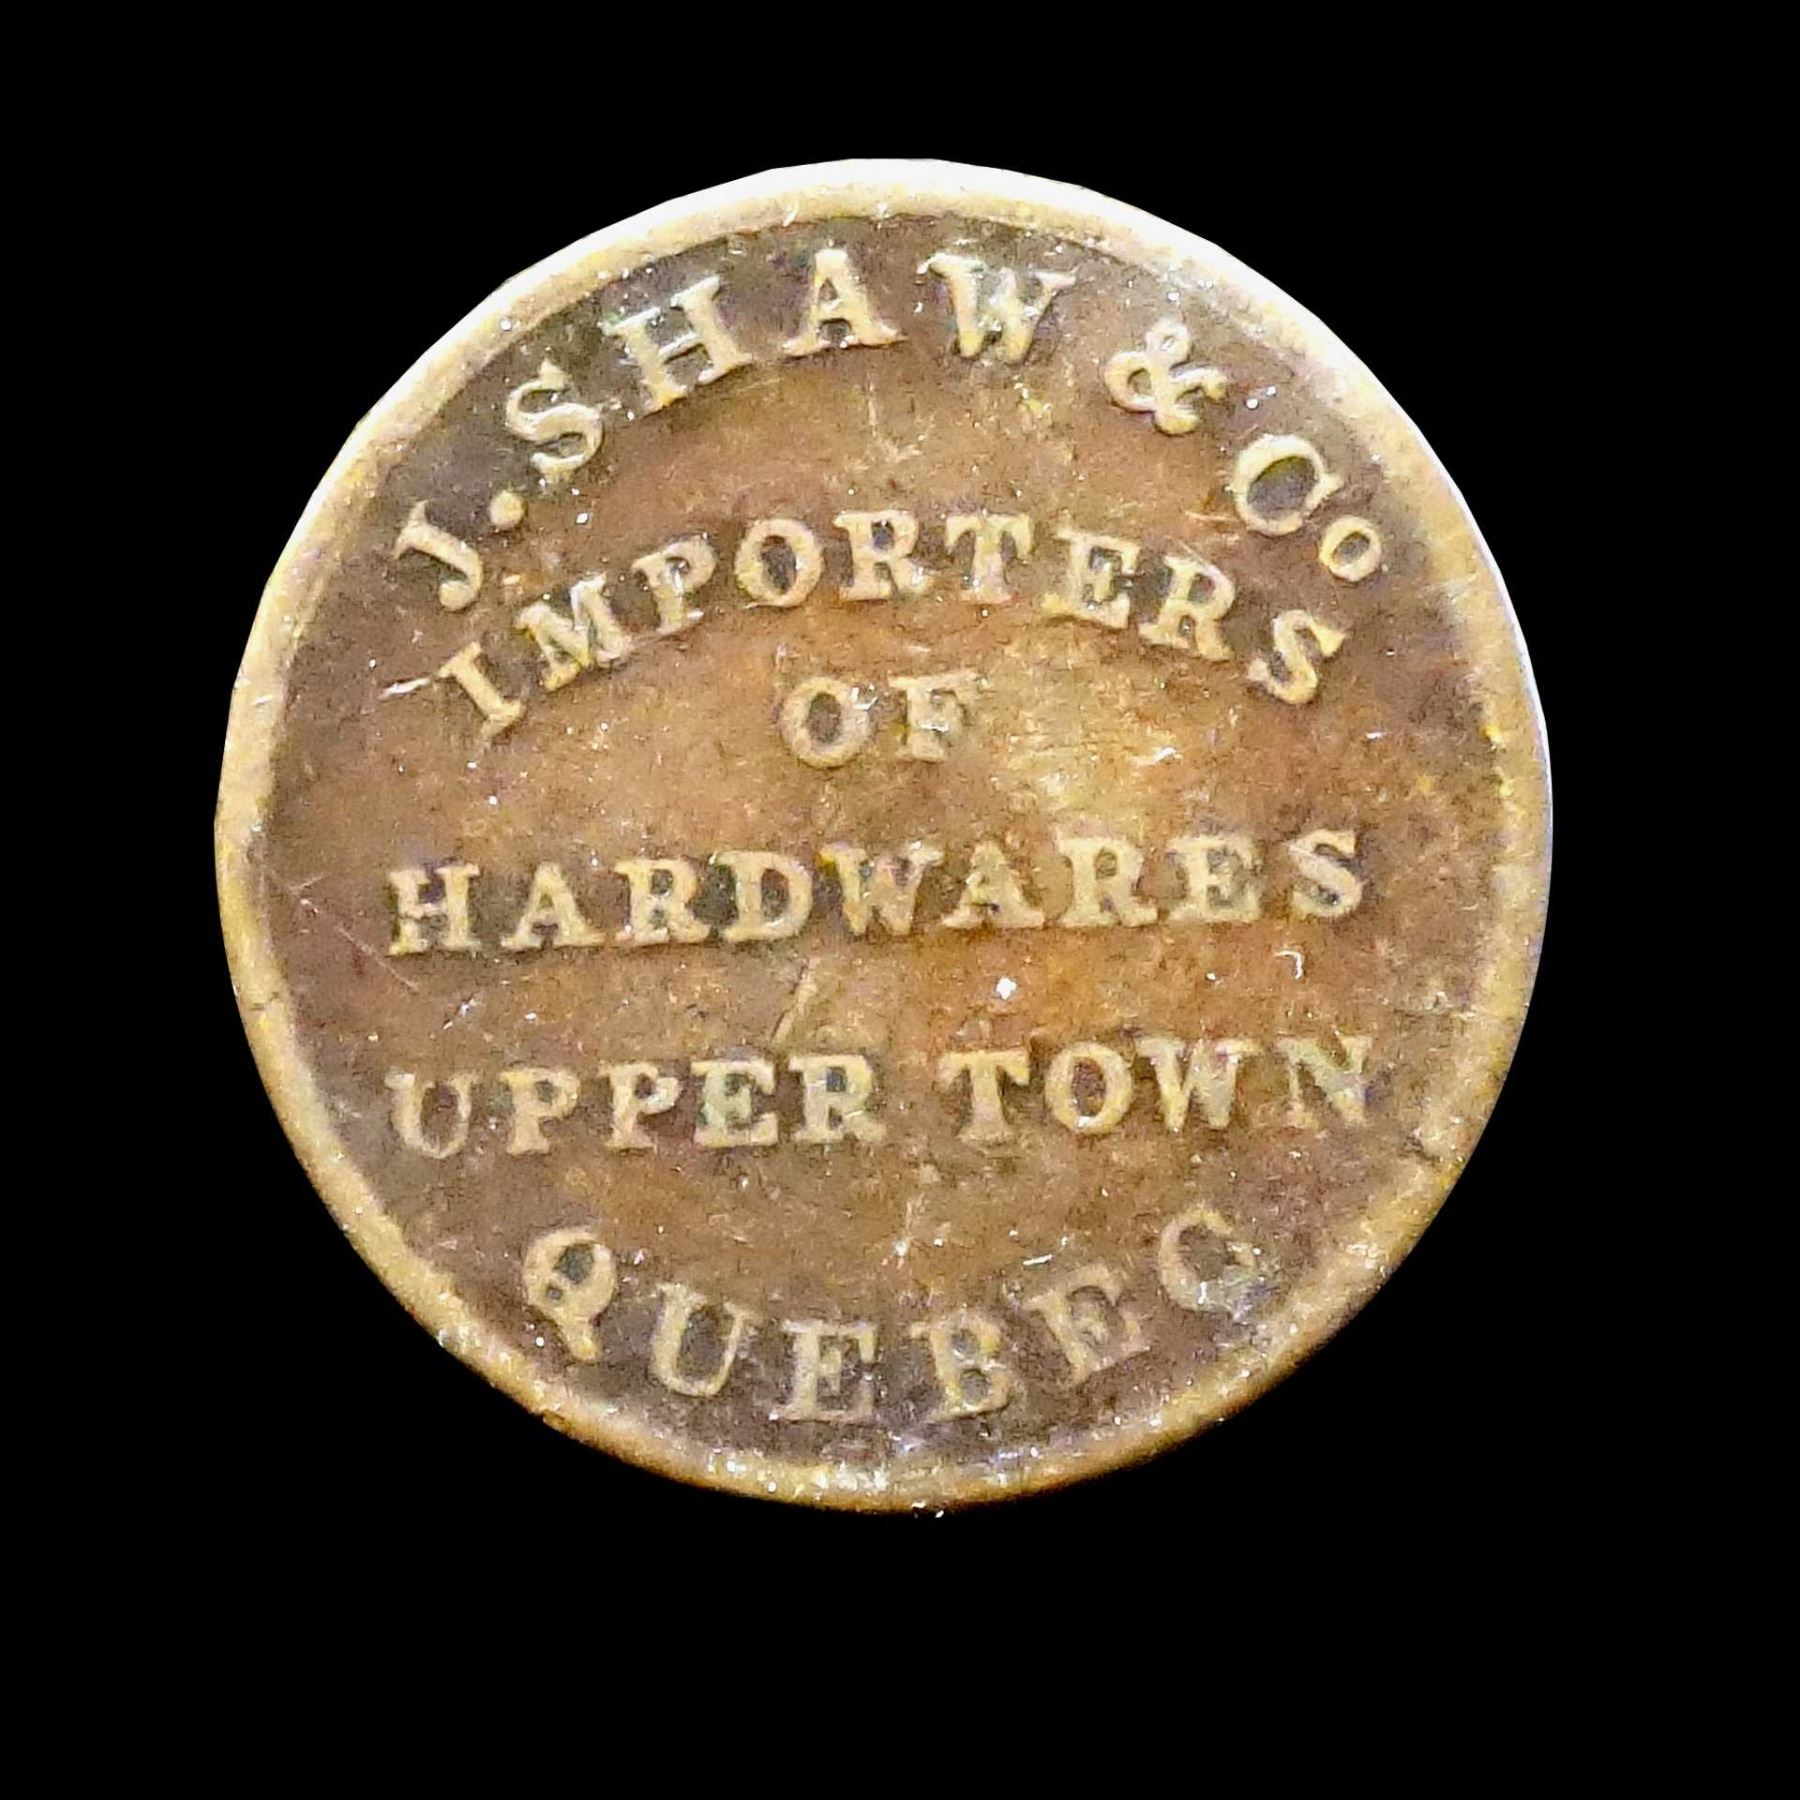 J. SHAW & Co
IMPORTERS
OF
HARDWARES
UPPER TOWN
QUEBEC